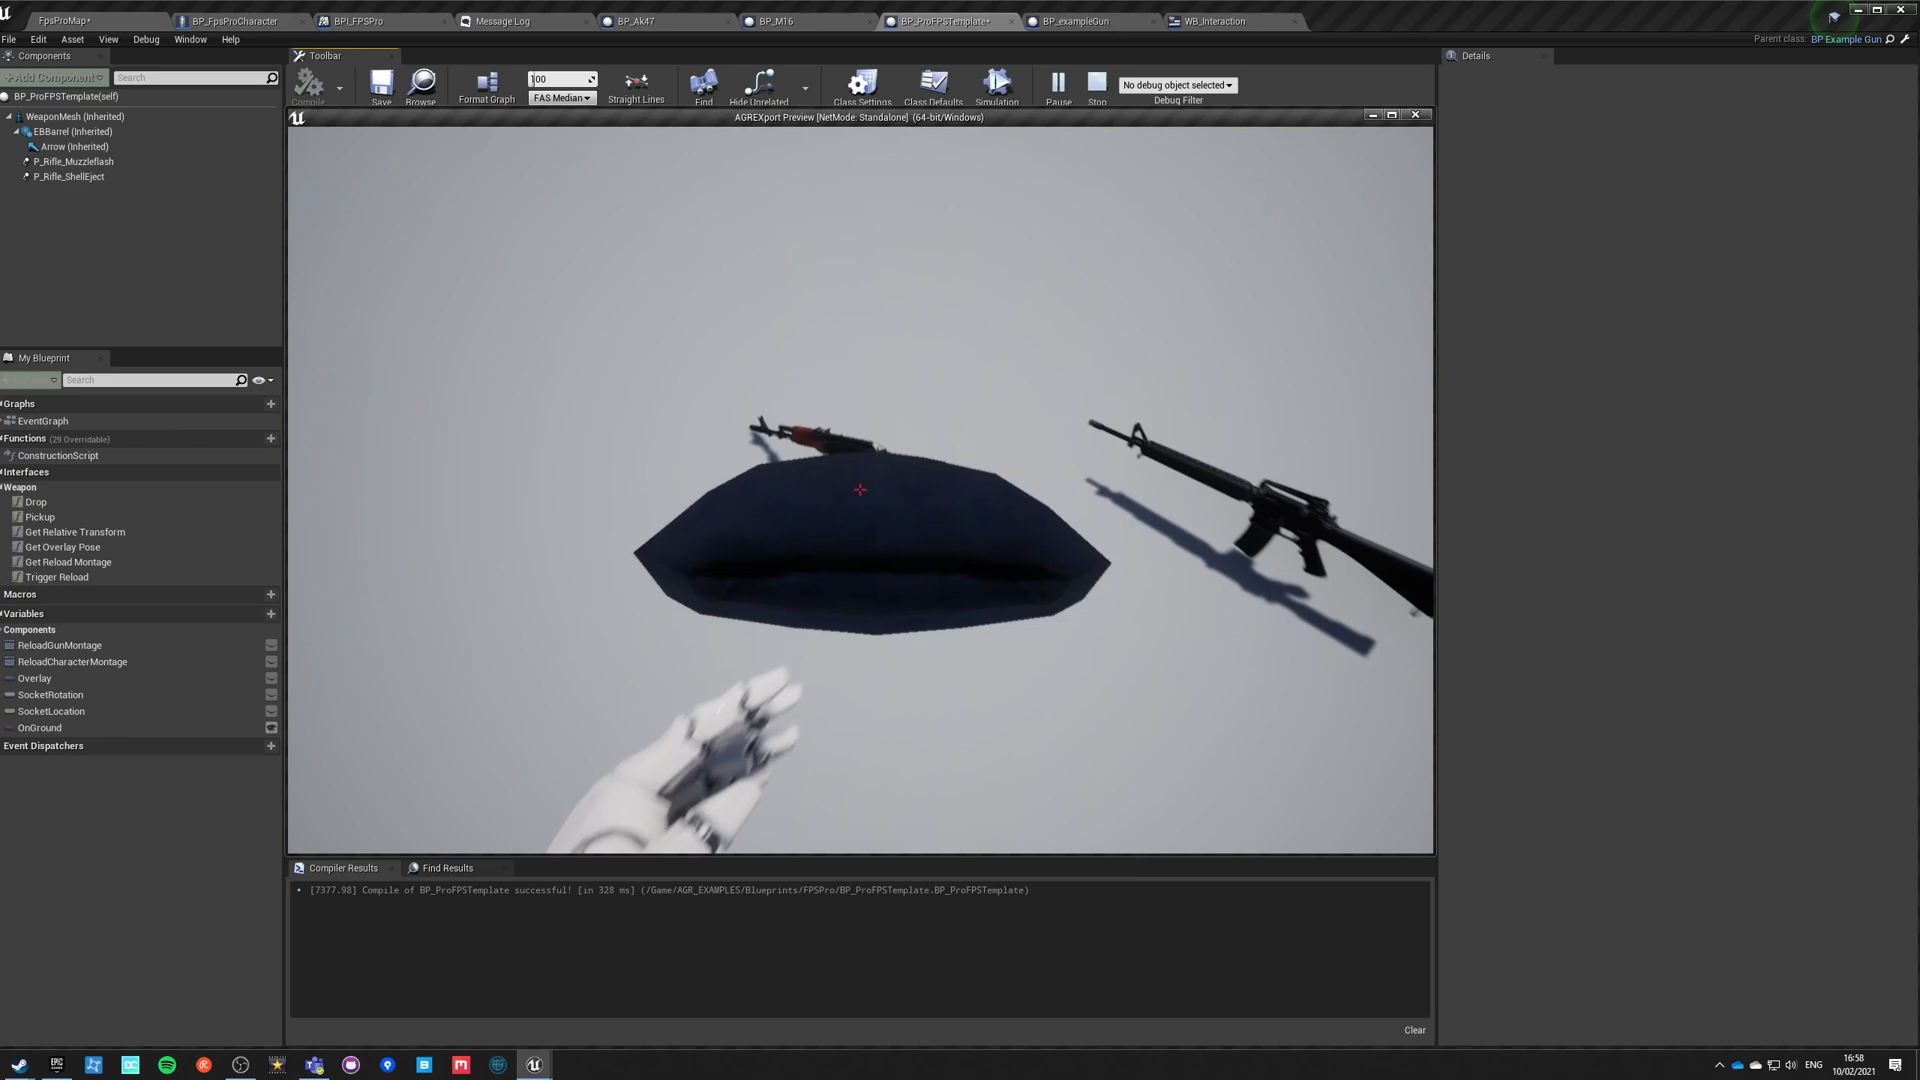 FpsProMap*
BP_FpsProCharacter
BPI_FPSPro
Message Log
BP_Ak47
BP_M16
BP_ProFPSTemplate*
BP_exampleGun
WB_Interaction
File Edit Asset View Debug Window Help
Parent class: BP Example Gun
Components
Toolbar
Details
+Add Component
Search
BP_ProFPSTemplate(self)
WeaponMesh (Inherited)
EBBarrel (Inherited)
Arrow (Inherited)
P_Rifle_Muzzleflash
P_Rifle_ShellEject
Compile
Save
Browse
Format Graph
100
FAS Median
Straight Lines
Find
Hide Unrelated
Class Settings
Class Defaults
Simulation
Pause
Stop
No debug object selected
Debug Filter
AGREXport Preview [NetMode: Standalone] (64-bit/Windows)
My Blueprint
Search
Graphs
EventGraph
Functions (29 Overridable)
ConstructionScript
Interfaces
Weapon
Drop
Pickup
Get Relative Transform
Get Overlay Pose
Get Reload Montage
Trigger Reload
Macros
Variables
Components
ReloadGunMontage
ReloadCharacterMontage
Overlay
SocketRotation
SocketLocation
OnGround
Event Dispatchers
Compiler Results
Find Results
[7377.98] Compile of BP_ProFPSTemplate successful! [in 328 ms] (/Game/AGR_EXAMPLES/Blueprints/FPSPro/BP_ProFPSTemplate.BP_ProFPSTemplate)
Clear
EPIC GAMES
ENG
16:58
10/02/2021